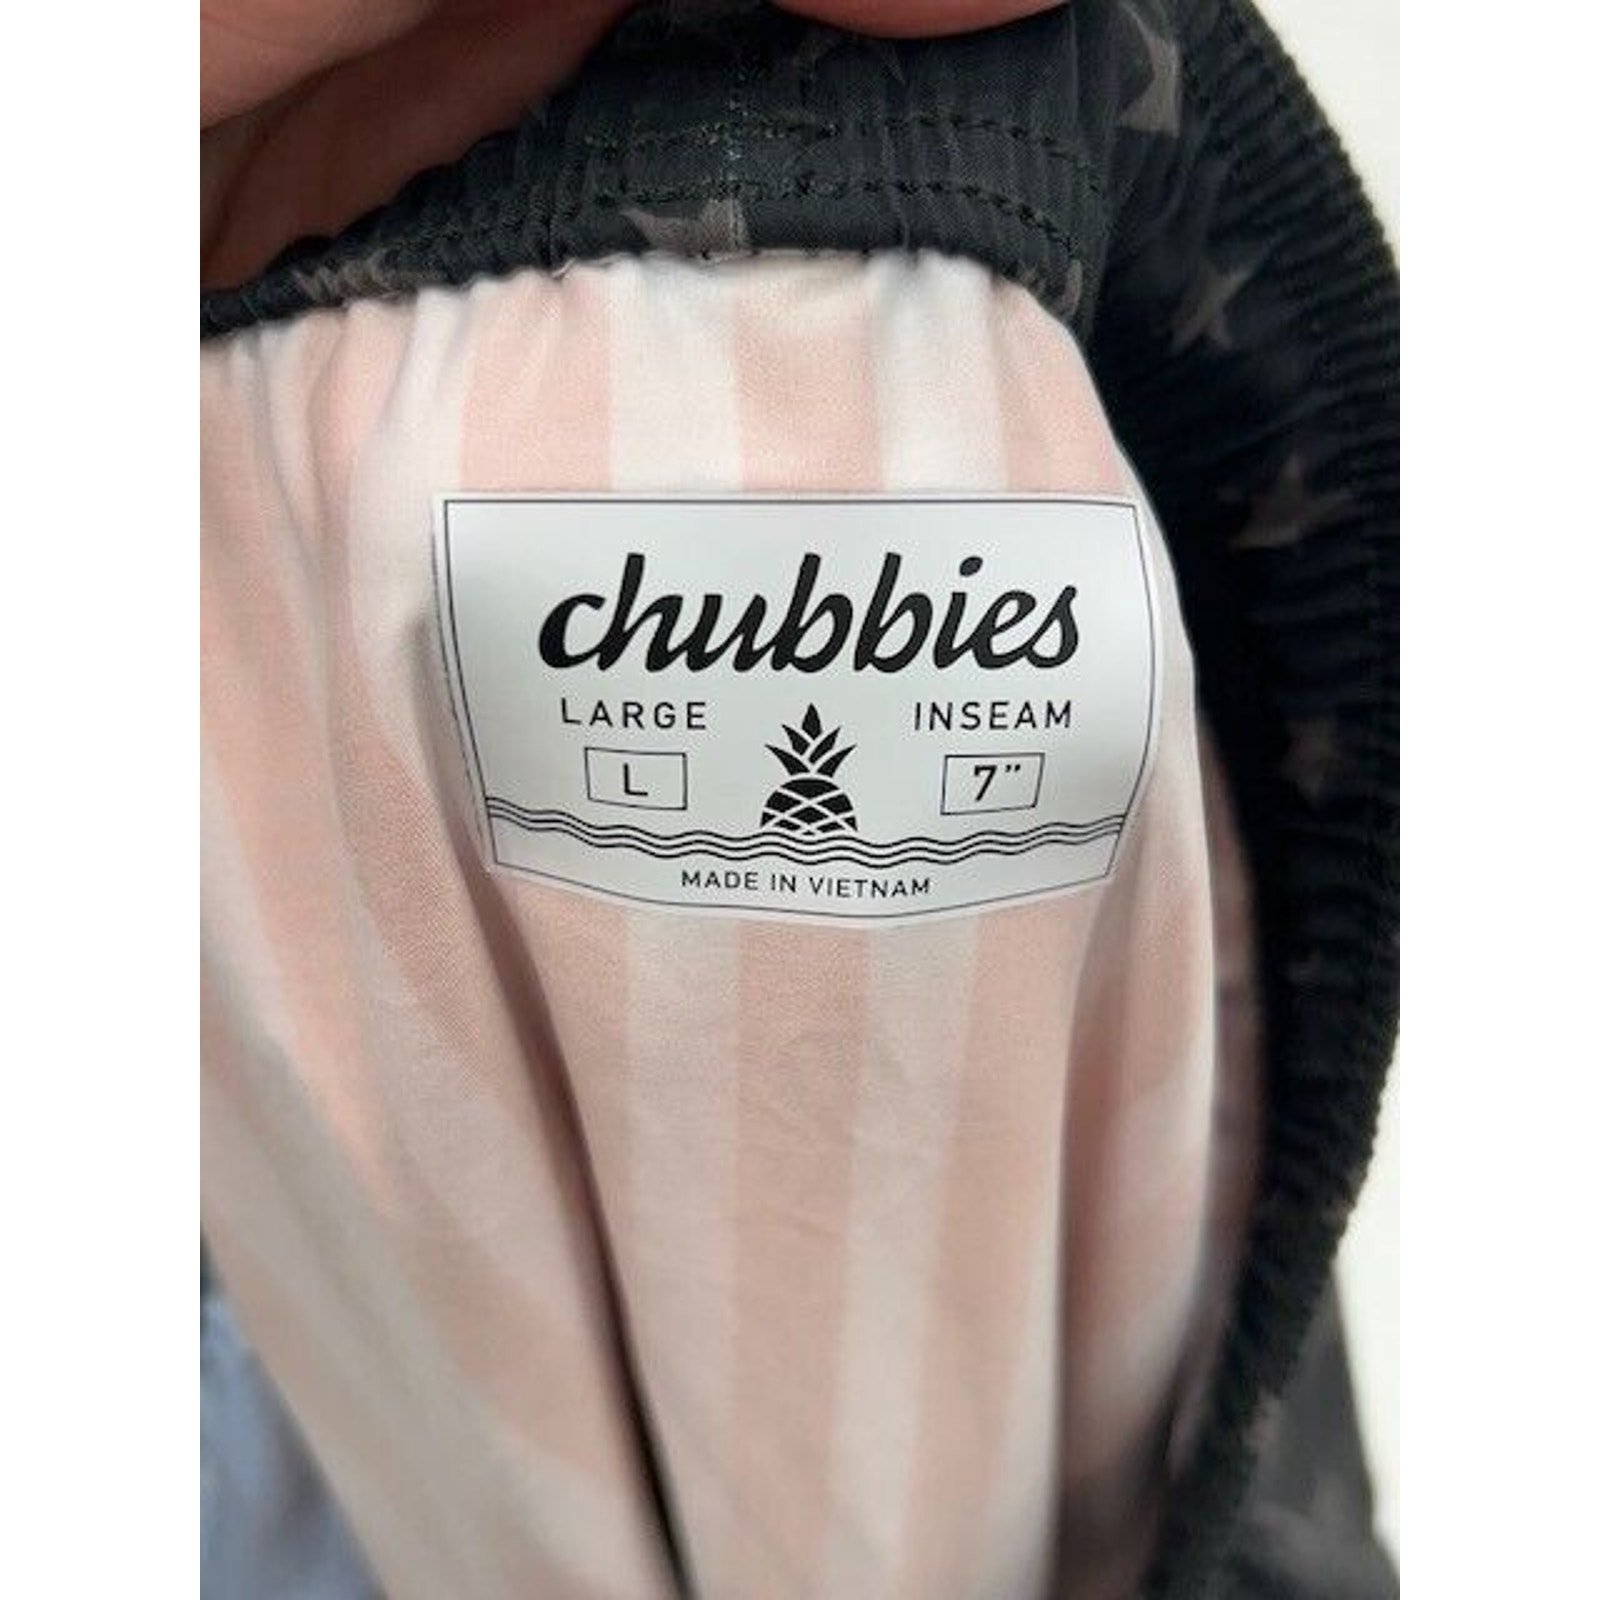 chubbies
LARGE INSEAM
L 7"
MADE IN VIETNAM